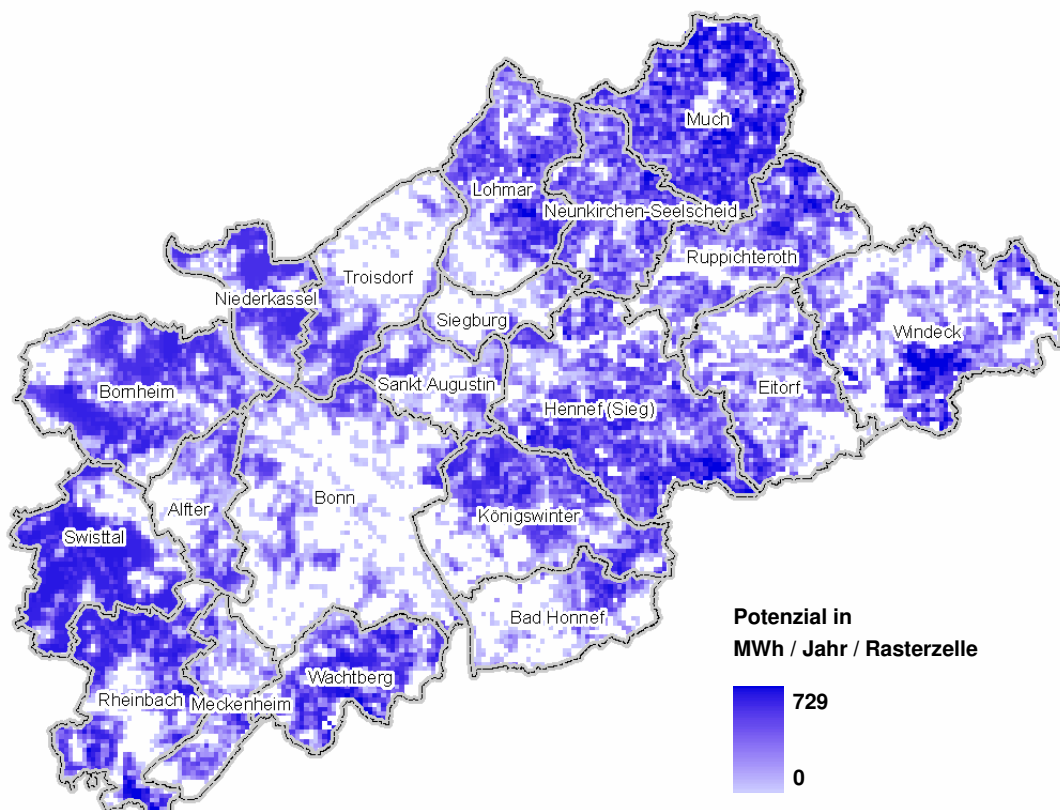 Much
Lohmar
Neunkirchen-Seelscheid
Ruppichteroth
Troisdorf
Niederkassel
Siegburg
Windeck
Sankt Augustin
Bornheim
Eitorf
Hennef (Sieg)
Bonn
Alfter
Königswinter
Swisttal
Bad Honnef
Wachtberg
Rheinbach
Meckenheim
Potenzial in
MWh / Jahr / Rasterzelle
729
0